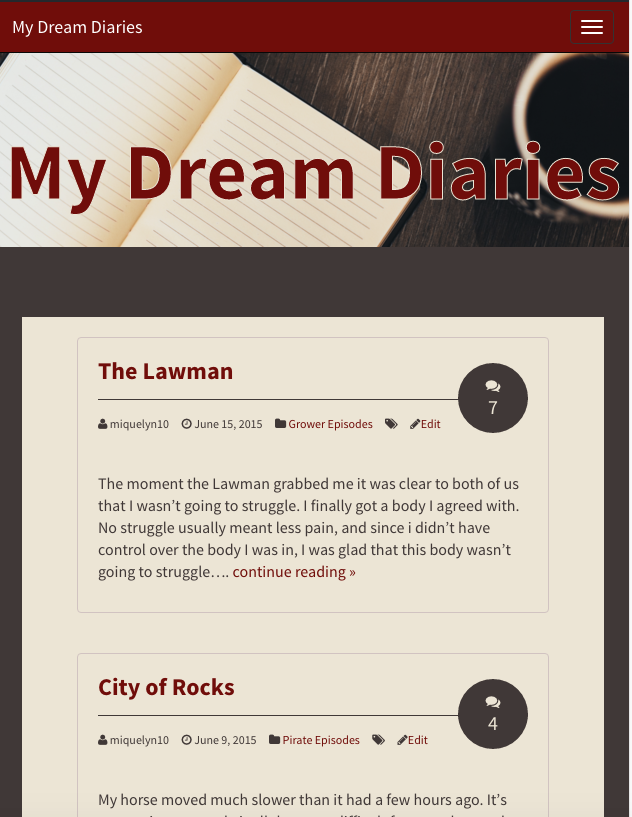 My Dream Diaries
My Dream Diaries
The Lawman
7
miquelyn10 June 15, 2015 Grower Episodes Edit
The moment the Lawman grabbed me it was clear to both of us
that I wasn’t going to struggle. I finally got a body I agreed with.
No struggle usually meant less pain, and since i didn’t have
control over the body I was in, I was glad that this body wasn’t
going to struggle…. continue reading »
City of Rocks
4
miquelyn10 June 9, 2015 Pirate Episodes Edit
My horse moved much slower than it had a few hours ago. It’s